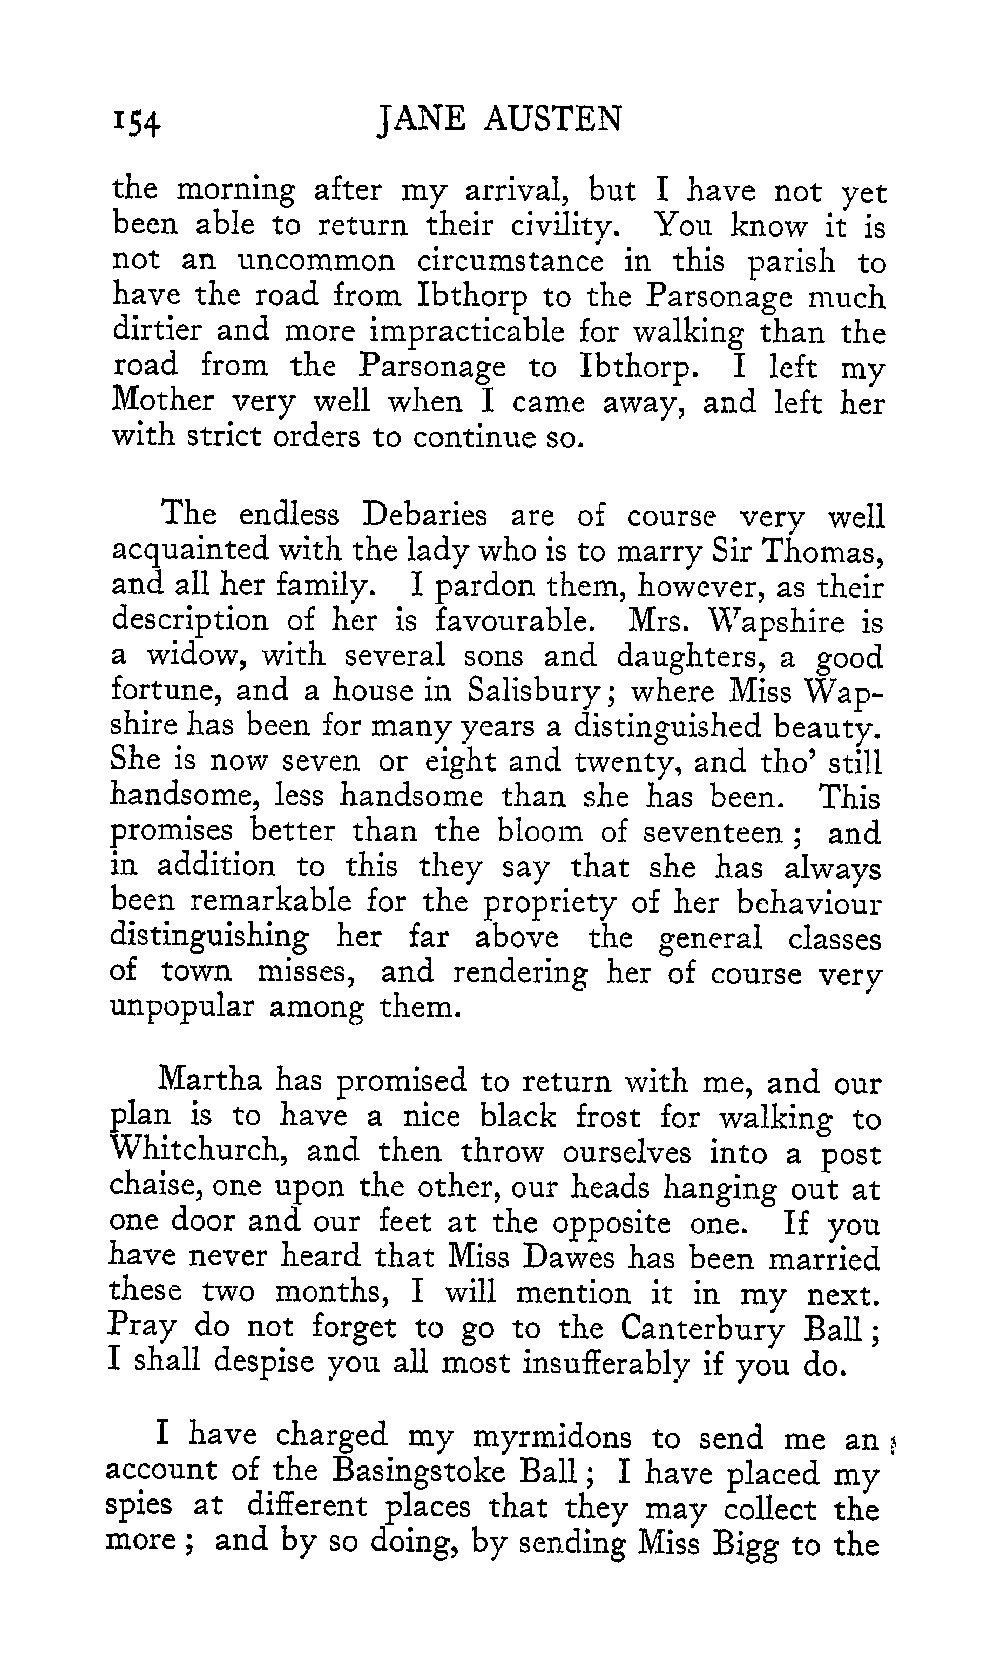 154 JANE AUSTEN
the morning after my arrival, but I have not yet
been able to return their civility. You know it is
not an uncommon circumstance in this parish to
have the road from Ibthorp to the Parsonage much
dirtier and more impracticable for walking than the
road from the Parsonage to Ibthorp. I left my
Mother very well when I came away, and left her
with strict orders to continue so.
The endless Debaries are of course very well
acquainted with the lady who is to marry Sir Thomas,
and all her family. I pardon them, however, as their
description of her is favourable. Mrs. Wapshire is
a widow, with several sons and daughters, a good
fortune, and a house in Salisbury; where Miss Wap-
shire has been for many years a distinguished beauty.
She is now seven or eight and twenty, and tho' still
handsome, less handsome than she has been. This
promises better than the bloom of seventeen; and
in addition to this they say that she has always
been remarkable for the propriety of her behaviour
distinguishing her far above the general classes
of town misses, and rendering her of course very
unpopular among them.
Martha has promised to return with me, and our
plan is to have a nice black frost for walking to
Whitchurch, and then throw ourselves into a post
chaise, one upon the other, our heads hanging out at
one door and our feet at the opposite one. If you
have never heard that Miss Dawes has been married
these two months, I will mention it in my next.
Pray do not forget to go to the Canterbury Ball;
I shall despise you all most insufferably if you do.
I have charged my myrmidons to send me an
account of the Basingstoke Ball; I have placed my
spies at different places that they may collect the
more; and by so doing, by sending Miss Bigg to the